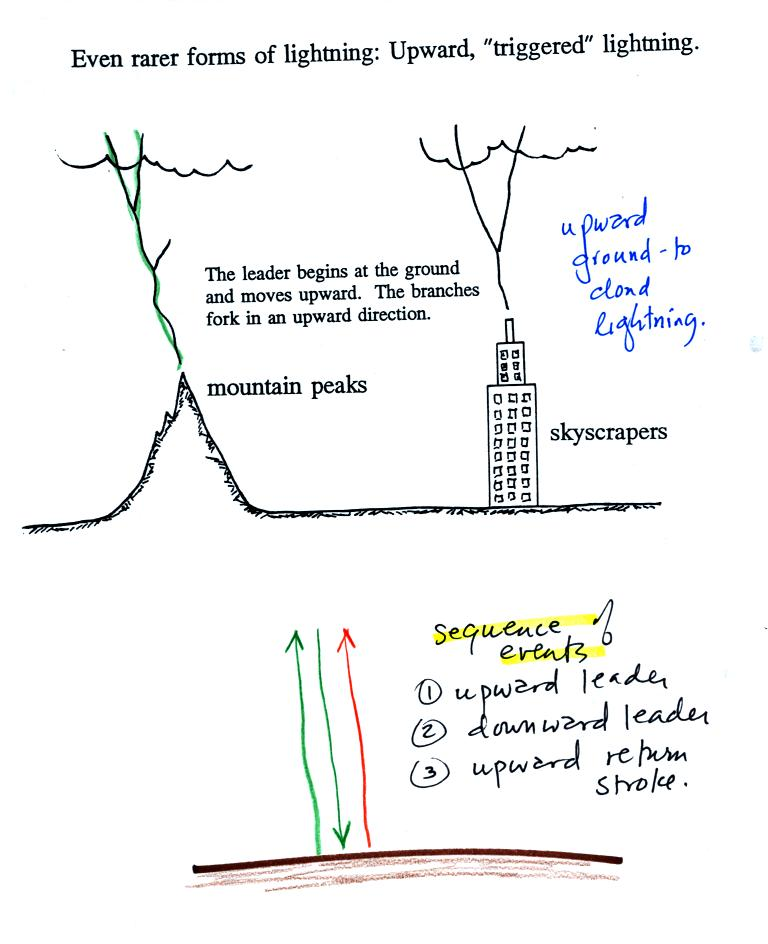 Even rarer forms of lightning: Upward, "triggered" lightning.
The leader begins at the ground
and moves upward. The branches
fork in an upward direction.
upward
ground-to
cloud
lightning.
mountain peaks
skyscrapers
sequence of
events
① upward leader
② downward leader
③ upward return
stroke.